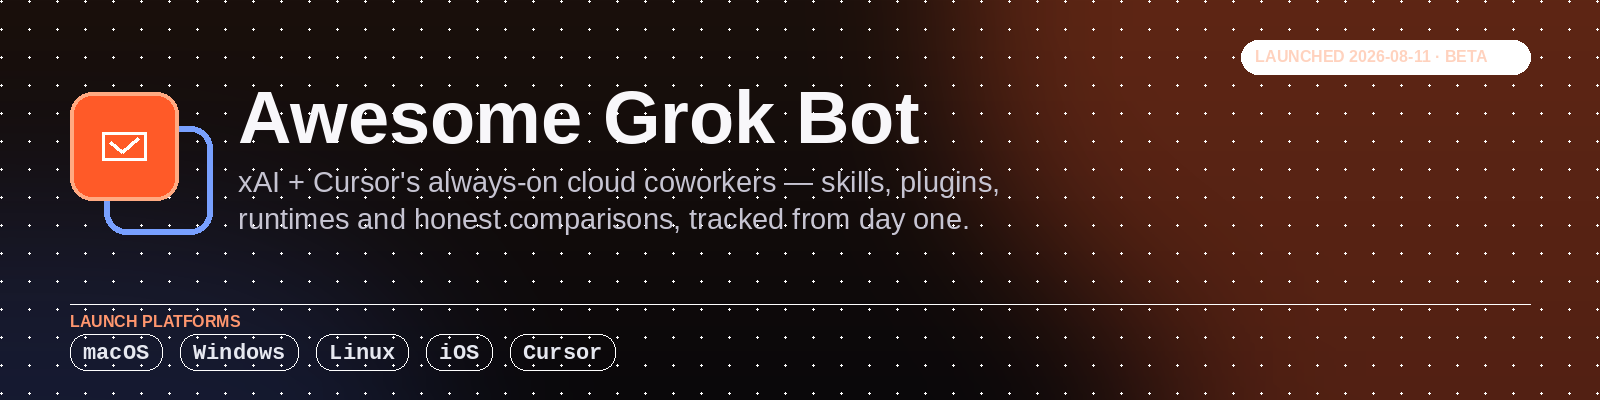 LAUNCHED 2026-08-11 · BETA
Awesome Grok Bot
xAI + Cursor's always-on cloud coworkers — skills, plugins,
runtimes and honest comparisons, tracked from day one.
LAUNCH PLATFORMS
macOS Windows Linux iOS Cursor